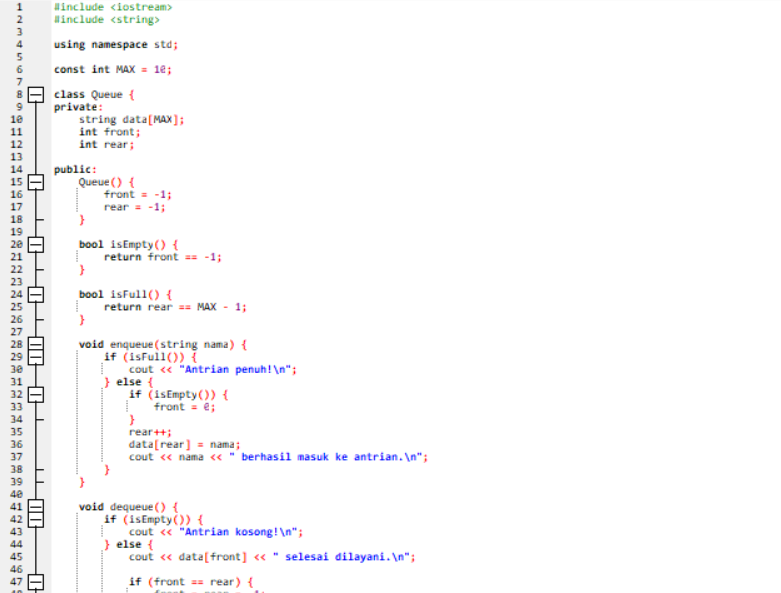 1 #include <iostream>
2 #include <string>
3
4 using namespace std;
5
6 const int MAX = 10;
7
8 class Queue {
9 private:
10 string data[MAX];
11 int front;
12 int rear;
13
14 public:
15 Queue() {
16 front = -1;
17 rear = -1;
18 }
19
20 bool isEmpty() {
21 return front == -1;
22 }
23
24 bool isFull() {
25 return rear == MAX - 1;
26 }
27
28 void enqueue(string nama) {
29 if (isFull()) {
30 cout << "Antrian penuh!\n";
31 } else {
32 if (isEmpty()) {
33 front = 0;
34 }
35 rear++;
36 data[rear] = nama;
37 cout << nama << " berhasil masuk ke antrian.\n";
38 }
39 }
40
41 void dequeue() {
42 if (isEmpty()) {
43 cout << "Antrian kosong!\n";
44 } else {
45 cout << data[front] << " selesai dilayani.\n";
46
47 if (front == rear) {